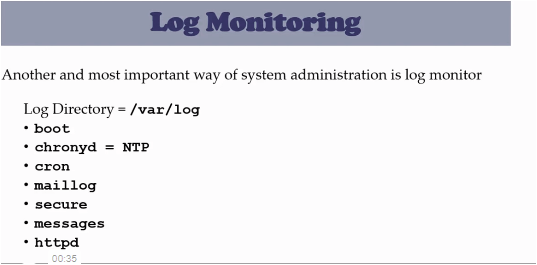 Log Monitoring
Another and most important way of system administration is log monitor
Log Directory = /var/log
• boot
• chronyd = NTP
• cron
• maillog
• secure
• messages
• httpd
00:35